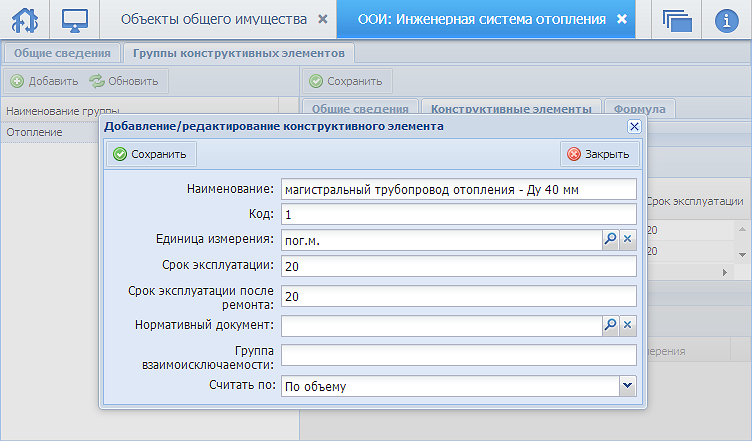 Объекты общего имущества
ООИ: Инженерная система отопления
Общие сведения
Группы конструктивных элементов
Добавить
Обновить
Сохранить
Наименование группы
Отопление
Общие сведения
Конструктивные элементы
Формула
Добавление/редактирование конструктивного элемента
Сохранить
Закрыть
Наименование: магистральный трубопровод отопления - Ду 40 мм
Код: 1
Единица измерения: пог.м.
Срок эксплуатации: 20
Срок эксплуатации после
ремонта: 20
Нормативный документ:
Группа
взаимоисключаемости:
Считать по: По объему
Срок эксплуатации
20
20